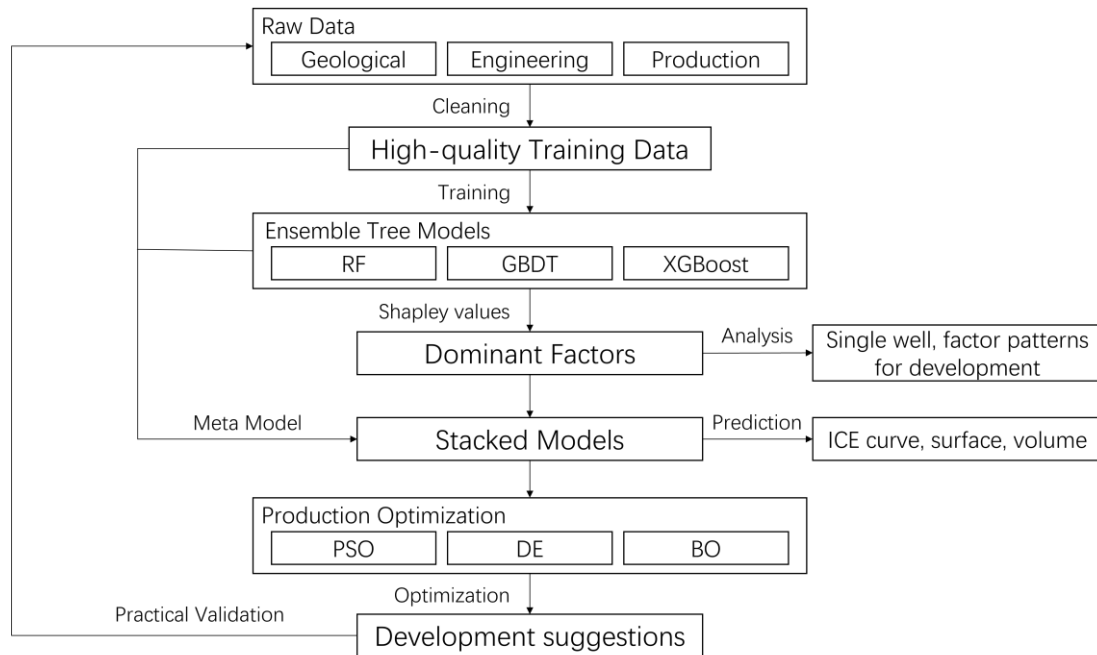 Raw Data
Geological Engineering Production
Cleaning
High-quality Training Data
Training
Ensemble Tree Models
RF GBDT XGBoost
Shapley values
Dominant Factors
Analysis
Single well, factor patterns
for development
Meta Model
Stacked Models
Prediction
ICE curve, surface, volume
Production Optimization
PSO DE BO
Optimization
Practical Validation
Development suggestions